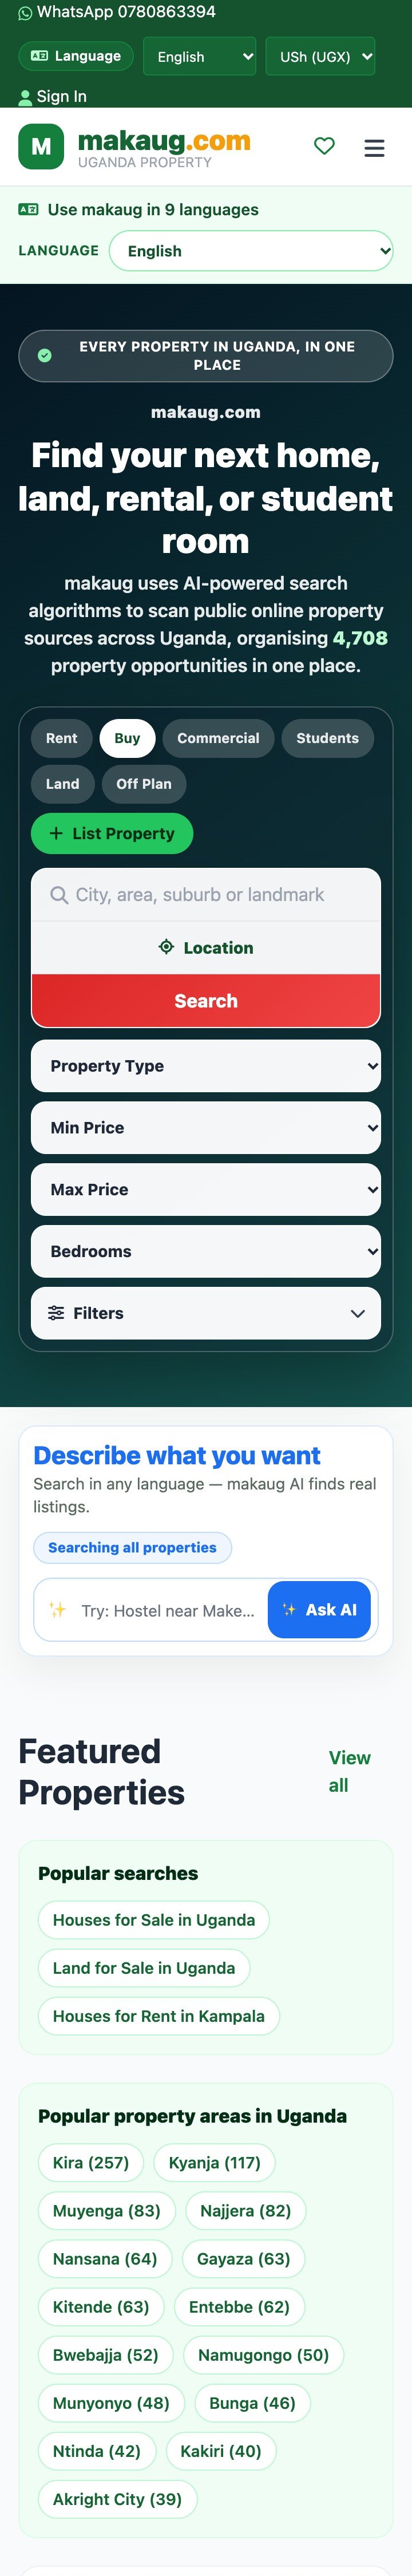 WhatsApp 0780863394
Language
English
USh (UGX)
Sign In
M
makaug.com
UGANDA PROPERTY
Use makaug in 9 languages
LANGUAGE
English
EVERY PROPERTY IN UGANDA, IN ONE
PLACE
makaug.com
Find your next home,
land, rental, or student
room
makaug uses AI-powered search
algorithms to scan public online property
sources across Uganda, organising 4,708
property opportunities in one place.
Rent
Buy
Commercial
Students
Land
Off Plan
+ List Property
City, area, suburb or landmark
Location
Search
Property Type
Min Price
Max Price
Bedrooms
Filters
Describe what you want
Search in any language — makaug AI finds real
listings.
Searching all properties
✨ Try: Hostel near Make...
✨ Ask AI
Featured
Properties
View
all
Popular searches
Houses for Sale in Uganda
Land for Sale in Uganda
Houses for Rent in Kampala
Popular property areas in Uganda
Kira (257)
Kyanja (117)
Muyenga (83)
Najjera (82)
Nansana (64)
Gayaza (63)
Kitende (63)
Entebbe (62)
Bwebajja (52)
Namugongo (50)
Munyonyo (48)
Bunga (46)
Ntinda (42)
Kakiri (40)
Akright City (39)